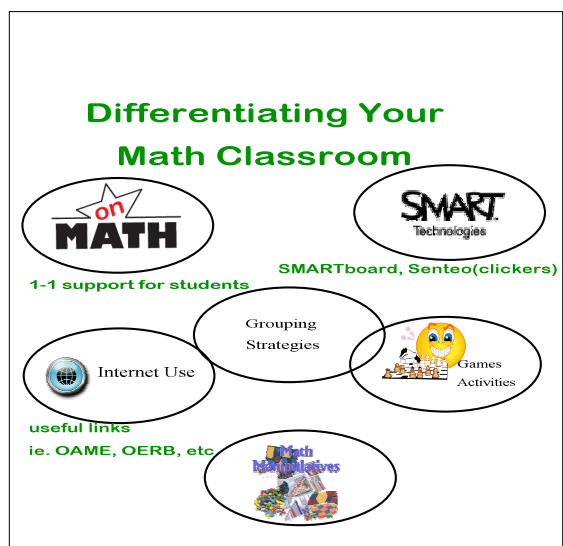 Differentiating Your
Math Classroom
on
MATH
SMART
Technologies
SMARTboard, Senteo(clickers)
1-1 support for students
Grouping
Strategies
Internet Use
Games
Activities
useful links
ie. OAME, OERB, etc
Math
Manipulatives